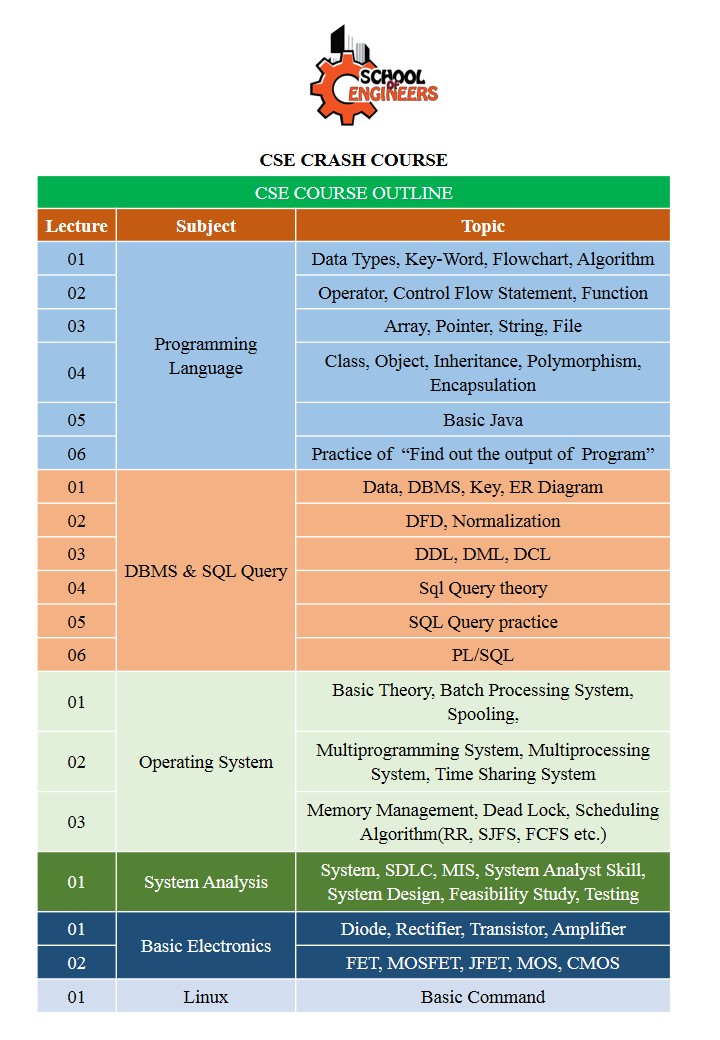 SCHOOL
OF
ENGINEERS
CSE CRASH COURSE
CSE COURSE OUTLINE
Lecture Subject Topic
Programming
Language
01 Data Types, Key-Word, Flowchart, Algorithm
02 Operator, Control Flow Statement, Function
03 Array, Pointer, String, File
04 Class, Object, Inheritance, Polymorphism,
Encapsulation
05 Basic Java
06 Practice of “Find out the output of Program”
DBMS & SQL Query
01 Data, DBMS, Key, ER Diagram
02 DFD, Normalization
03 DDL, DML, DCL
04 Sql Query theory
05 SQL Query practice
06 PL/SQL
Operating System
01 Basic Theory, Batch Processing System,
Spooling,
02 Multiprogramming System, Multiprocessing
System, Time Sharing System
03 Memory Management, Dead Lock, Scheduling
Algorithm(RR, SJFS, FCFS etc.)
01 System Analysis System, SDLC, MIS, System Analyst Skill,
System Design, Feasibility Study, Testing
Basic Electronics
01 Diode, Rectifier, Transistor, Amplifier
02 FET, MOSFET, JFET, MOS, CMOS
01 Linux Basic Command